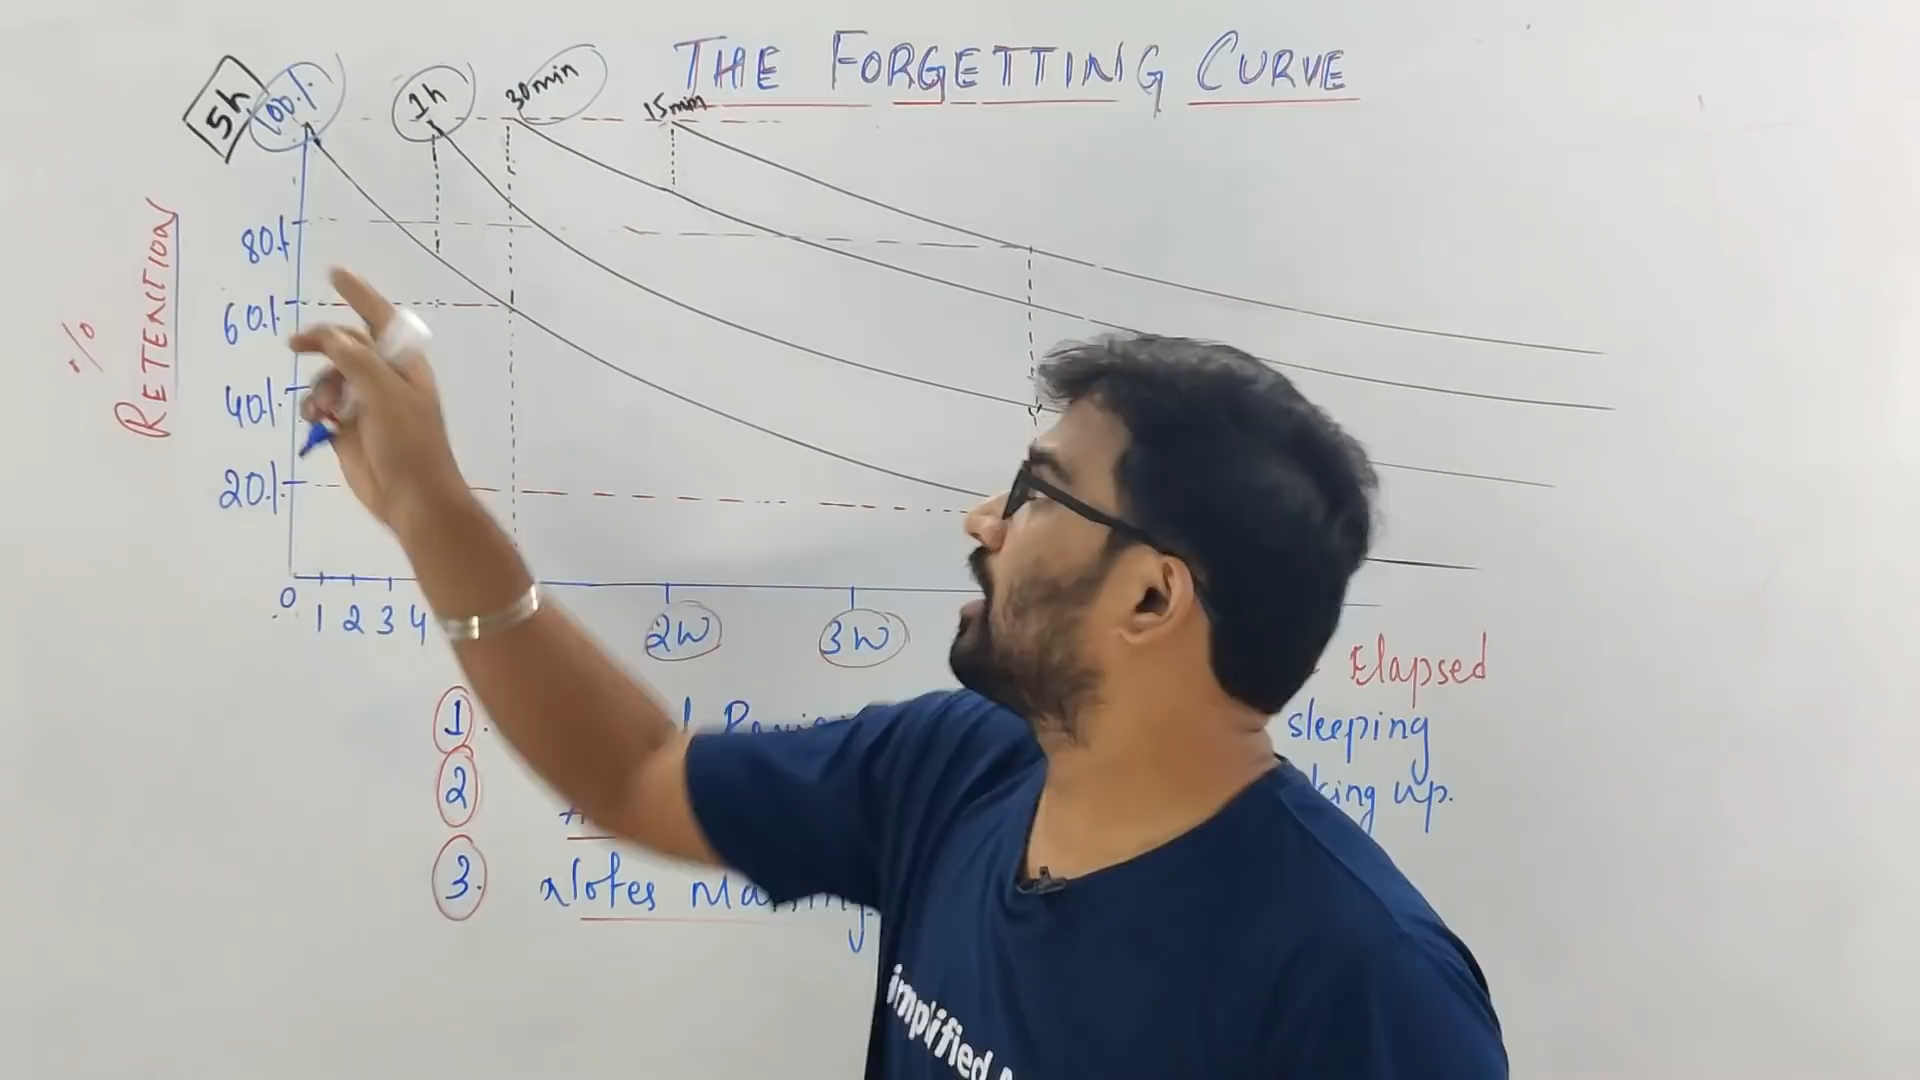 THE FORGETTING CURVE
5h 100% 1h 30min 15min
80%
60%
40%
20%
% RETENTION
0 1 2 3 4 2W 3W
Elapsed
1. sleeping
2 up.
3. Notes Making